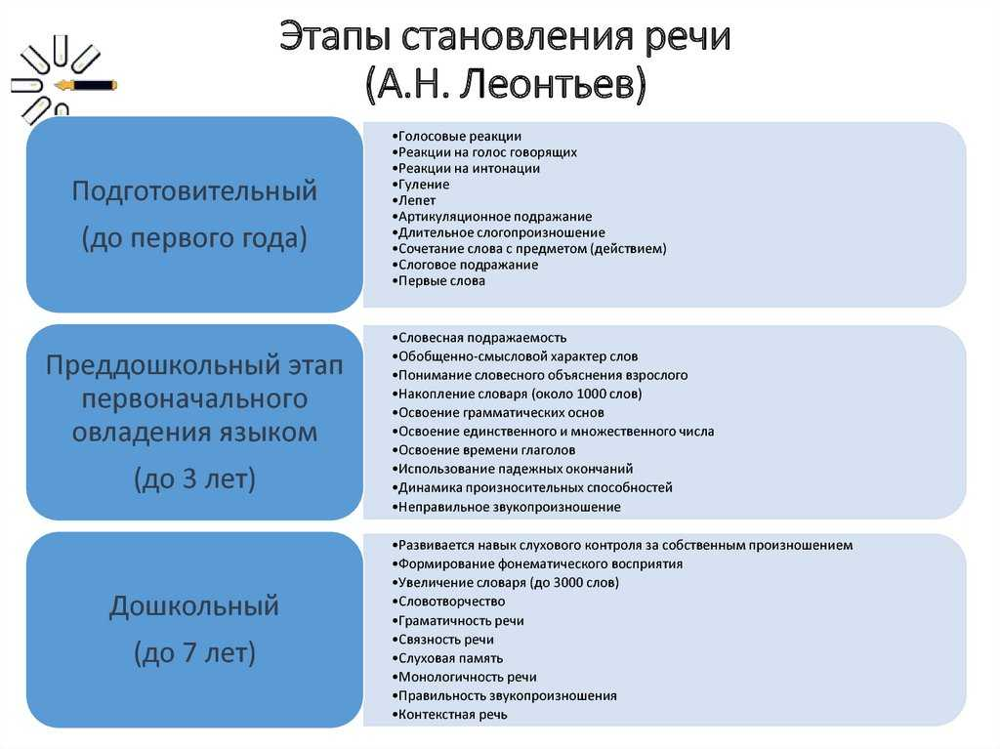 Этапы становления речи
(А.Н. Леонтьев)
Подготовительный
(до первого года)
•Голосовые реакции
•Реакции на голос говорящих
•Реакции на интонации
•Гуление
•Лепет
•Артикуляционное подражание
•Длительное слогопроизношение
•Сочетание слова с предметом (действием)
•Слоговое подражание
•Первые слова
Преддошкольный этап
первоначального
овладения языком
(до 3 лет)
•Словесная подражаемость
•Обобщенно-смысловой характер слов
•Понимание словесного объяснения взрослого
•Накопление словаря (около 1000 слов)
•Освоение грамматических основ
•Освоение единственного и множественного числа
•Освоение времени глаголов
•Использование падежных окончаний
•Динамика произносительных способностей
•Неправильное звукопроизношение
Дошкольный
(до 7 лет)
•Развивается навык слухового контроля за собственным произношением
•Формирование фонематического восприятия
•Увеличение словаря (до 3000 слов)
•Словотворчество
•Граматичность речи
•Связность речи
•Слуховая память
•Монологичность речи
•Правильность звукопроизношения
•Контекстная речь